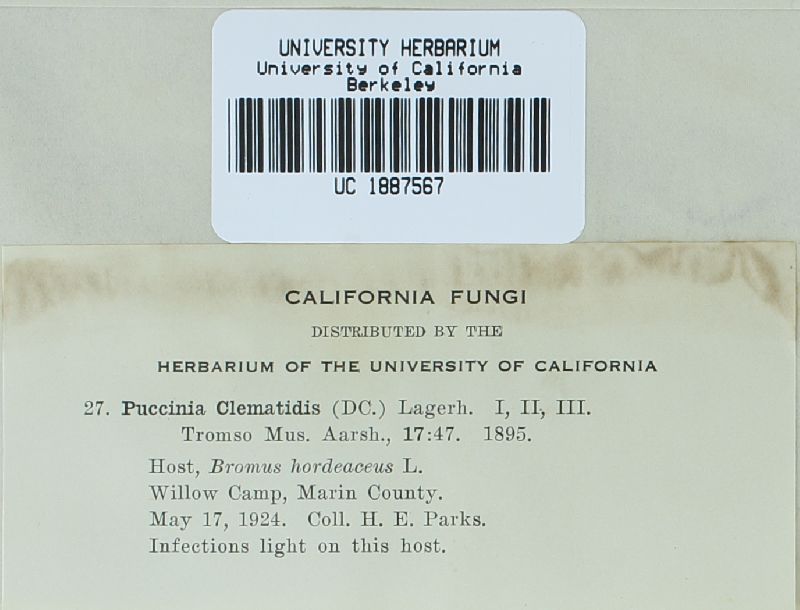 UNIVERSITY HERBARIUM
University of California
Berkeley
UC 1887567
CALIFORNIA FUNGI
DISTRIBUTED BY THE
HERBARIUM OF THE UNIVERSITY OF CALIFORNIA
27. Puccinia Clematidis (DC.) Lagerh. I, II, III.
Tromso Mus. Aarsh., 17:47. 1895.
Host, Bromus hordeaceus L.
Willow Camp, Marin County.
May 17, 1924. Coll. H. E. Parks.
Infections light on this host.